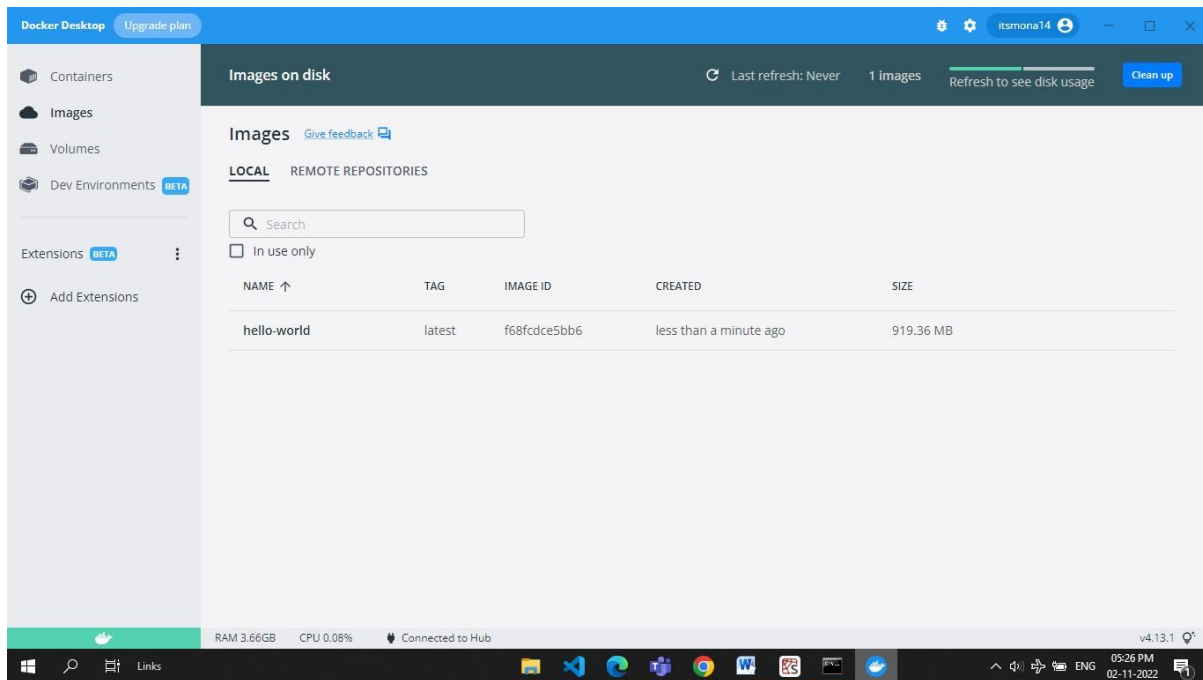 Docker Desktop Upgrade plan itsmona14
Containers
Images
Volumes
Dev Environments BETA
Extensions BETA
Add Extensions
Images on disk Last refresh: Never 1 images Refresh to see disk usage Clean up
Images Give feedback
LOCAL REMOTE REPOSITORIES
Search
In use only
NAME TAG IMAGE ID CREATED SIZE
hello-world latest f68fcdce5bb6 less than a minute ago 919.36 MB
RAM 3.66GB CPU 0.08% Connected to Hub v4.13.1
Links ENG 05:26 PM
02-11-2022